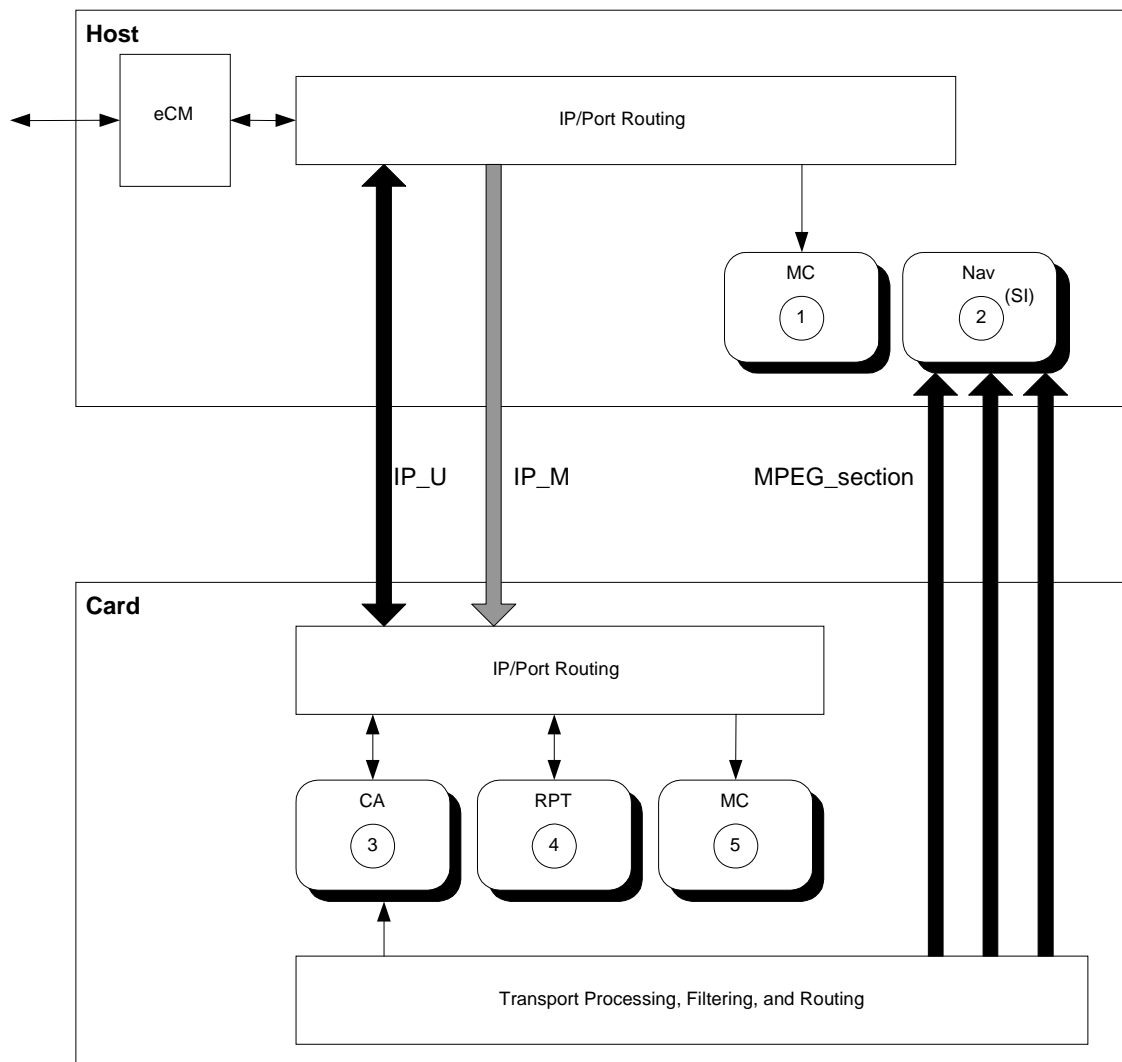 Host
eCM
IP/Port Routing
MC
1
Nav
(SI)
2
IP_U
IP_M
MPEG_section
Card
IP/Port Routing
CA
3
RPT
4
MC
5
Transport Processing, Filtering, and Routing